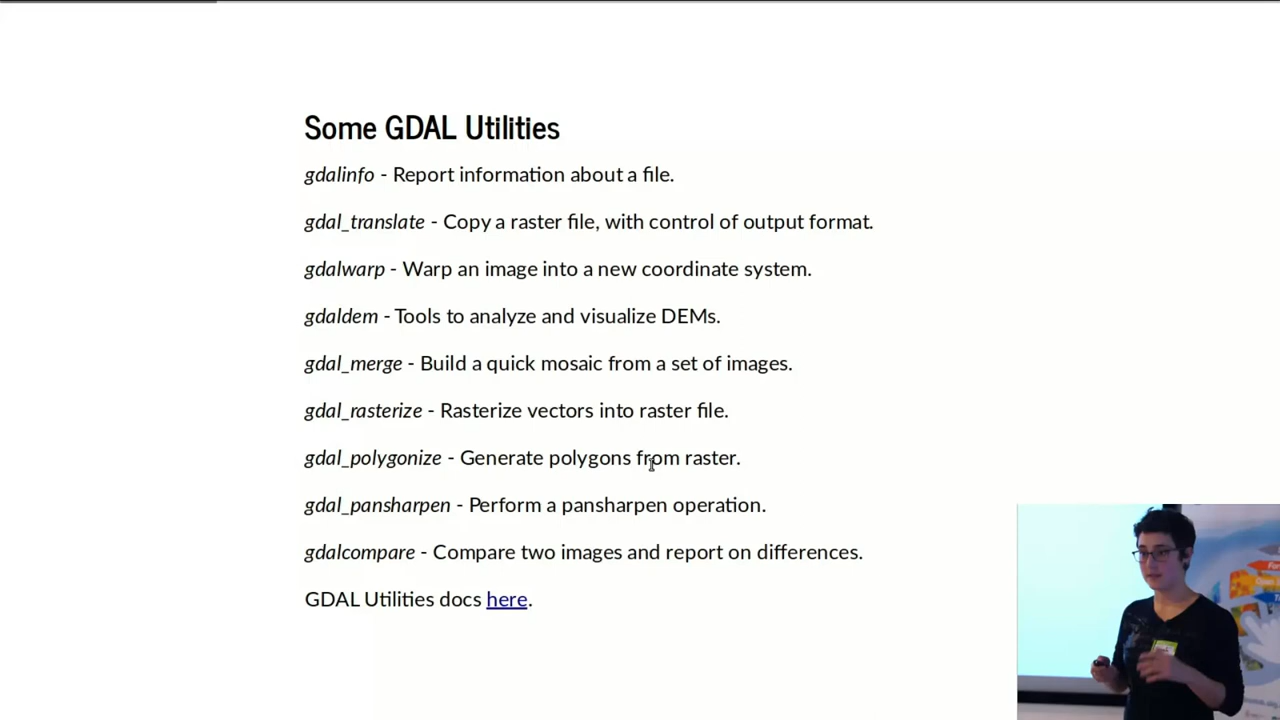 Some GDAL Utilities
gdalinfo - Report information about a file.
gdal_translate - Copy a raster file, with control of output format.
gdalwarp - Warp an image into a new coordinate system.
gdaldem - Tools to analyze and visualize DEMs.
gdal_merge - Build a quick mosaic from a set of images.
gdal_rasterize - Rasterize vectors into raster file.
gdal_polygonize - Generate polygons from raster.
gdal_pansharpen - Perform a pansharpen operation.
gdalcompare - Compare two images and report on differences.
GDAL Utilities docs here.